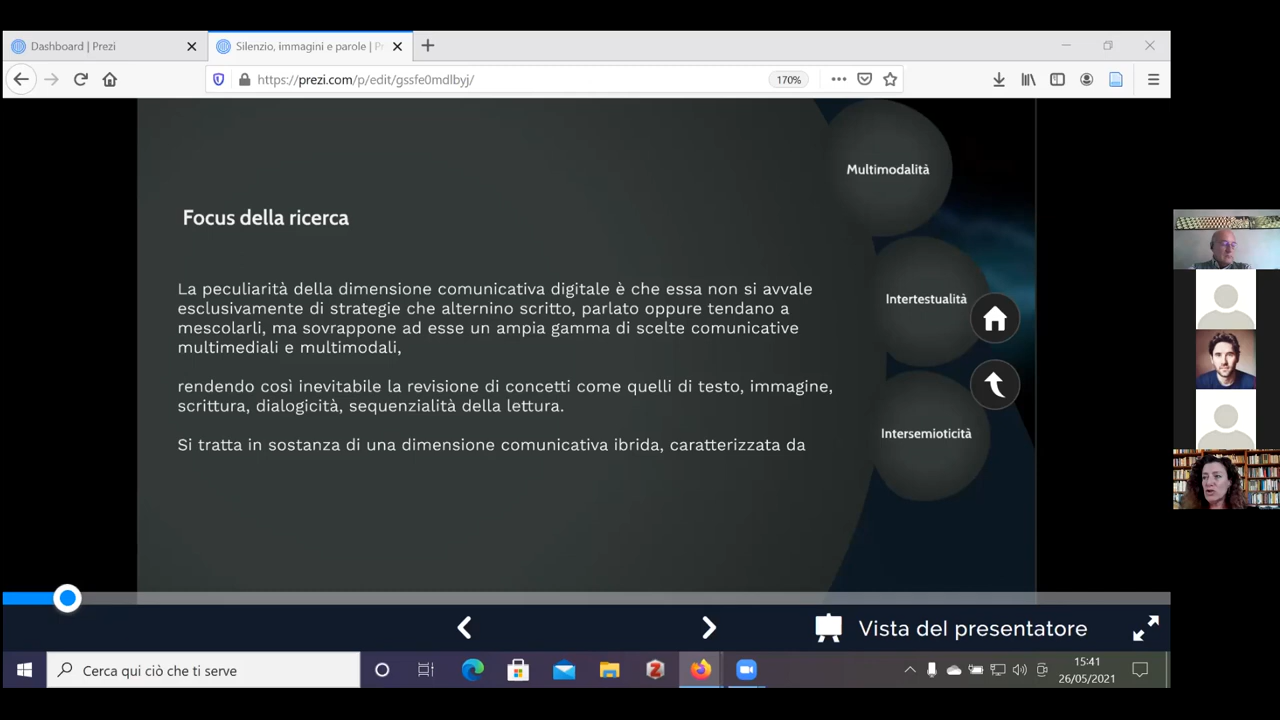 Dashboard | Prezi
Silenzio, immagini e parole | Pr
https://prezi.com/p/edit/gssfe0mdlbyj/
170%
Multimodalità
Focus della ricerca
La peculiarità della dimensione comunicativa digitale è che essa non si avvale
esclusivamente di strategie che alternino scritto, parlato oppure tendano a
mescolarli, ma sovrappone ad esse un ampia gamma di scelte comunicative
multimediali e multimodali,
Intertestualità
rendendo così inevitabile la revisione di concetti come quelli di testo, immagine,
scrittura, dialogicità, sequenzialità della lettura.
Intersemioticità
Si tratta in sostanza di una dimensione comunicativa ibrida, caratterizzata da
Vista del presentatore
Cerca qui ciò che ti serve
15:41
26/05/2021